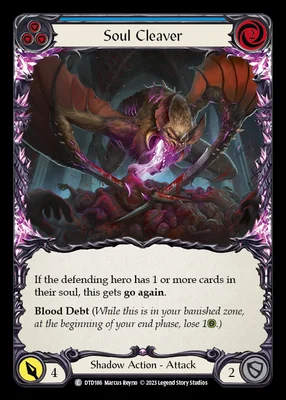 Soul Cleaver
If the defending hero has 1 or more cards
in their soul, this gets go again.
Blood Debt (While this is in your banished zone,
at the beginning of your end phase, lose 1.)
Shadow Action - Attack
4
2
C DTD186 Marcus Reyno © 2023 Legend Story Studios